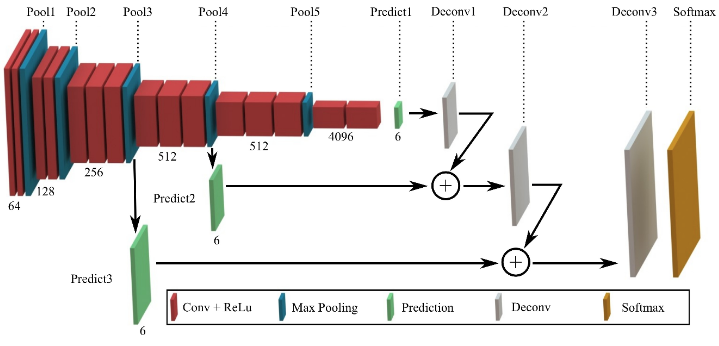 Pool1 Pool2 Pool3 Pool4 Pool5 Predict1 Deconv1 Deconv2 Deconv3 Softmax
64
128
256
512
512
4096
6
Predict2
6
Predict3
6
+
+
Conv + ReLu Max Pooling Prediction Deconv Softmax